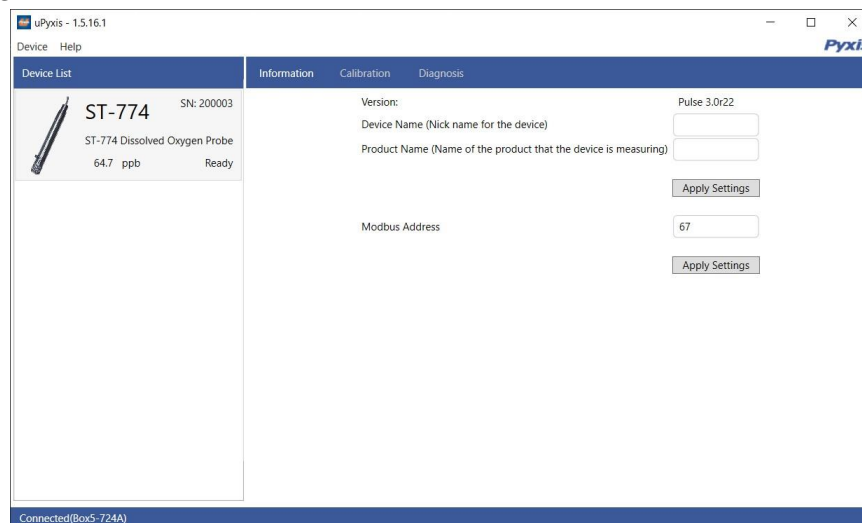 uPyxis - 1.5.16.1
Device Help
Device List
Information Calibration Diagnosis
ST-774
SN: 200003
ST-774 Dissolved Oxygen Probe
64.7 ppb Ready
Version: Pulse 3.0r22
Device Name (Nick name for the device)
Product Name (Name of the product that the device is measuring)
Apply Settings
Modbus Address 67
Apply Settings
Connected(Box5-724A)